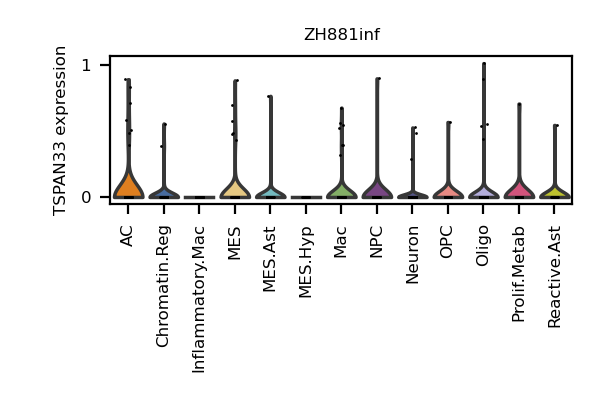 ZH881inf
TSPAN33 expression
1
0
AC
Chromatin.Reg
Inflammatory.Mac
MES
MES.Ast
MES.Hyp
Mac
NPC
Neuron
OPC
Oligo
Prolif.Metab
Reactive.Ast